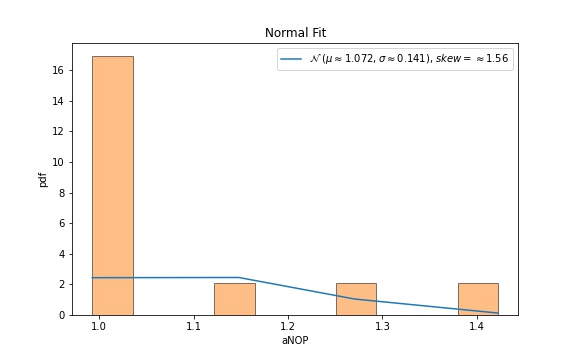 Normal Fit
𝒩(μ≈1.072, σ≈0.141), skew = ≈1.56
16
14
12
10
8
6
4
2
0
pdf
1.0 1.1 1.2 1.3 1.4
aNOP